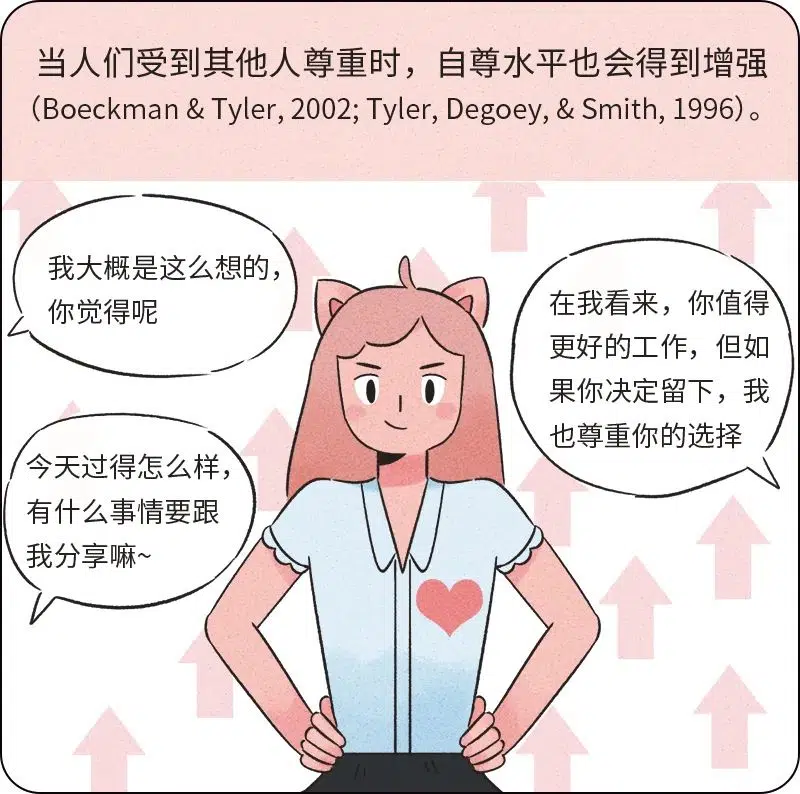 当人们受到其他人尊重时，自尊水平也会得到增强
（Boeckman & Tyler, 2002; Tyler, Degoey, & Smith, 1996）。
我大概是这么想的，
你觉得呢
在我看来，你值得
更好的工作，但如
果你决定留下，我
也尊重你的选择
今天过得怎么样，
有什么事情要跟
我分享嘛~